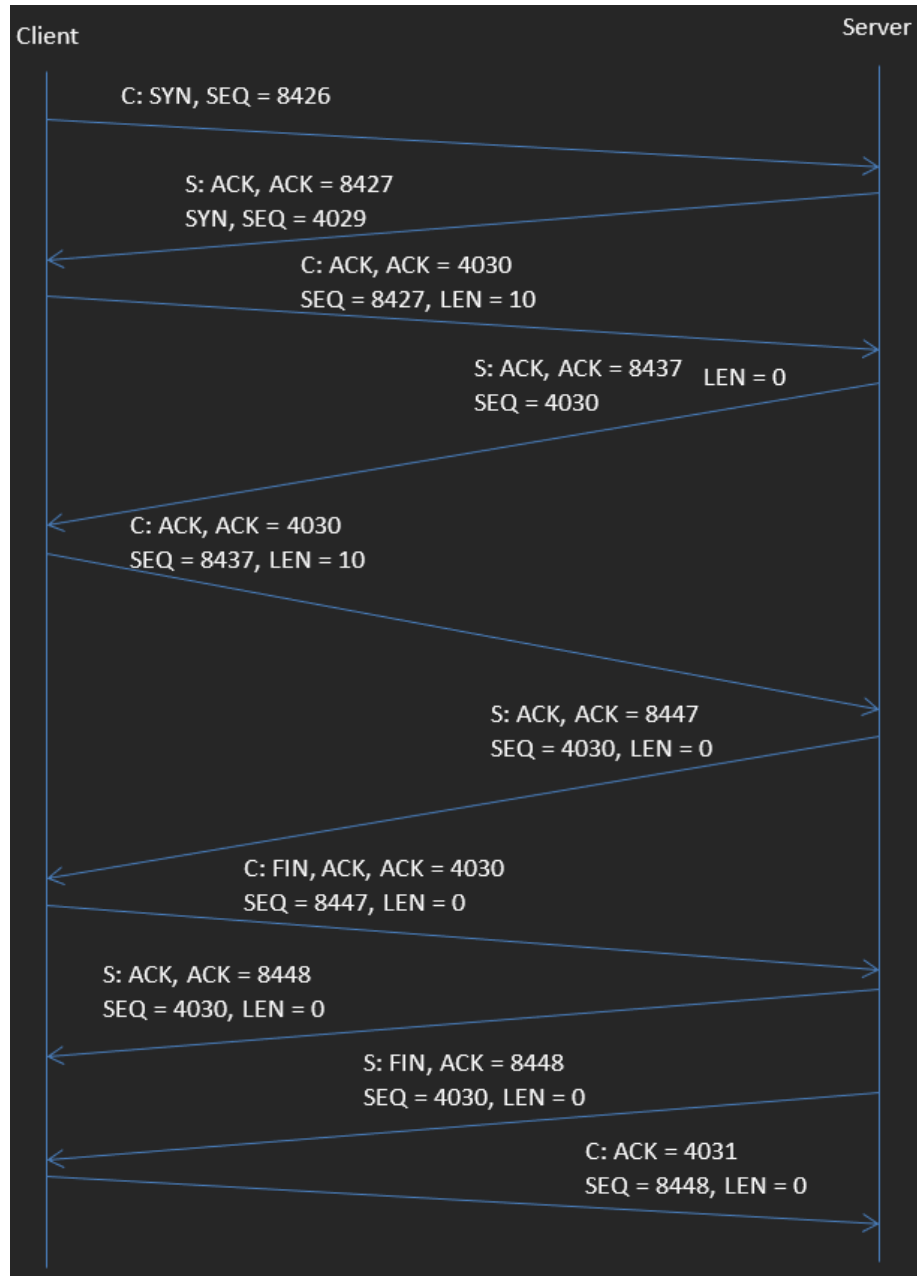 Client
Server
C: SYN, SEQ = 8426
S: ACK, ACK = 8427
SYN, SEQ = 4029
C: ACK, ACK = 4030
SEQ = 8427, LEN = 10
S: ACK, ACK = 8437 LEN = 0
SEQ = 4030
C: ACK, ACK = 4030
SEQ = 8437, LEN = 10
S: ACK, ACK = 8447
SEQ = 4030, LEN = 0
C: FIN, ACK, ACK = 4030
SEQ = 8447, LEN = 0
S: ACK, ACK = 8448
SEQ = 4030, LEN = 0
S: FIN, ACK = 8448
SEQ = 4030, LEN = 0
C: ACK = 4031
SEQ = 8448, LEN = 0